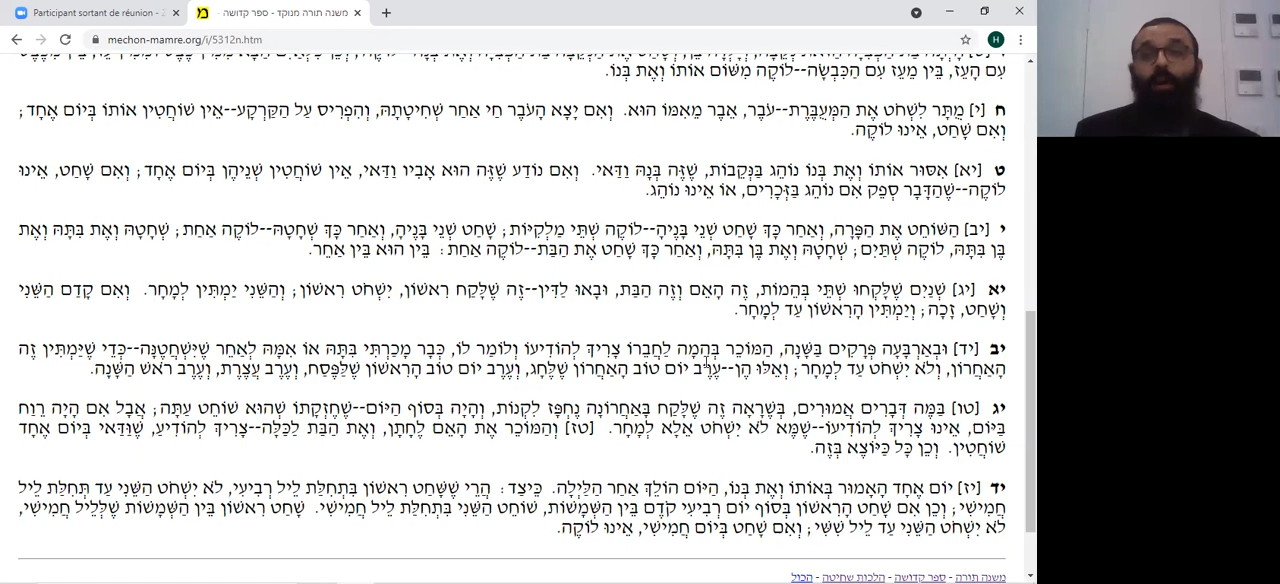 Participant sortant de réunion - Z
משנה תורה מנוקד - ספר קדושה
mechon-mamre.org/i/5312n.htm
H
עִם הָעֵז, בֵּין מֵעֵז עִם הַכִּבְשָׂה--לוֹקֶה מִשּׁוּם אוֹתוֹ וְאֶת בְּנוֹ.
ח [י] מֻתָּר לִשְׁחֹט אֶת הַמְּעֻבֶּרֶת--עֹבָר, אֵבֶר מֵאִמּוֹ הוּא. וְאִם יָצָא הָעֹבָר חַי אַחַר שְׁחִיטָתָהּ, וְהִפְרִיס עַל הַקַּרְקָע--אֵין שׁוֹחֲטִין אוֹתוֹ בְּיוֹם אֶחָד;
וְאִם שָׁחַט, אֵינוּ לוֹקֶה.
ט [יא] אִסּוּר אוֹתוֹ וְאֶת בְּנוֹ נוֹהֵג בַּנְּקֵבוֹת, שֶׁזֶּה בְּנָהּ וַדַּאי. וְאִם נוֹדַע שֶׁזֶּה הוּא אָבִיו וַדַּאי, אֵין שׁוֹחֲטִין שְׁנֵיהֶן בְּיוֹם אֶחָד; וְאִם שָׁחַט, אֵינוּ
לוֹקֶה--שֶׁהַדָּבָר סָפֵק אִם נוֹהֵג בַּזְּכָרִים, אוֹ אֵינוּ נוֹהֵג.
י [יב] הַשּׁוֹחֵט אֶת הַפָּרָה, וְאַחַר כָּךְ שָׁחַט שְׁנֵי בָּנֶיהָ--לוֹקֶה שְׁתֵּי מַלְקִיּוֹת; שָׁחַט שְׁנֵי בָּנֶיהָ, וְאַחַר כָּךְ שְׁחָטָהּ--לוֹקֶה אַחַת; שְׁחָטָהּ וְאֶת בִּתָּהּ וְאֶת
בֶּן בִּתָּהּ, לוֹקֶה שְׁתַּיִם; שְׁחָטָהּ וְאֶת בֶּן בִּתָּהּ, וְאַחַר כָּךְ שָׁחַט אֶת הַבַּת--לוֹקֶה אַחַת: בֵּין הוּא בֵּין אַחֵר.
יא [יג] שְׁנַיִם שֶׁלָּקְחוּ שְׁתֵּי בְּהֵמוֹת, זֶה הָאֵם וְזֶה הַבַּת, וּבָאוּ לַדִּין--זֶה שֶׁלָּקַח רִאשׁוֹן, יִשְׁחֹט רִאשׁוֹן; וְהַשֵּׁנִי יַמְתִּין לְמָחָר. וְאִם קָדַם הַשֵּׁנִי
וְשָׁחַט, זָכָה; וְיַמְתִּין הָרִאשׁוֹן עַד לְמָחָר.
יב [יד] וּבְאַרְבָּעָה פְּרָקִים בַּשָּׁנָה, הַמּוֹכֵר בְּהֵמָה לַחֲבֵרוֹ צָרִיךְ לְהוֹדִיעוֹ וְלוֹמַר לוֹ, כְּבָר מָכַרְתִּי בִּתָּהּ אוֹ אִמָּהּ לְאַחֵר שֶׁיִּשְׁחֲטֶנָּה--כְּדֵי שֶׁיַּמְתִּין זֶה
הָאַחֲרוֹן, וְלֹא יִשְׁחֹט עַד לְמָחָר; וְאֵלּוּ הֶן--עֶרֶב יוֹם טוֹב הָאַחֲרוֹן שֶׁלֶּחָג, וְעֶרֶב יוֹם טוֹב הָרִאשׁוֹן שֶׁלַּפֶּסַח, וְעֶרֶב עֲצֶרֶת, וְעֶרֶב רֹאשׁ הַשָּׁנָה.
יג [טו] בַּמֶּה דְּבָרִים אֲמוּרִים, בְּשֶׁרָאָה זֶה שֶׁלָּקַח בָּאַחֲרוֹנָה נֶחְפָּז לִקְנוֹת, וְהָיָה בְּסוֹף הַיּוֹם--שֶׁחֶזְקָתוֹ שֶׁהוּא שׁוֹחֵט עַתָּה; אֲבָל אִם הָיָה רֶוַח
בַּיּוֹם, אֵינוּ צָרִיךְ לְהוֹדִיעוֹ--שֶׁמֶּא לֹא יִשְׁחֹט אֵלָא לְמָחָר. [טז] וְהַמּוֹכֵר אֶת הָאֵם לֶחָתָן, וְאֶת הַבַּת לַכַּלָּה--צָרִיךְ לְהוֹדִיעַ, שֶׁוַּדַּאי בְּיוֹם אֶחָד
שׁוֹחֲטִין. וְכֵן כָּל כַּיּוֹצֶא בְּזֶה.
יד [יז] יוֹם אֶחָד הָאָמוּר בְּאוֹתוֹ וְאֶת בְּנוֹ, הַיּוֹם הוֹלֵךְ אַחַר הַלַּיְלָה. כֵּיצַד: הֲרֵי שֶׁשָּׁחַט רִאשׁוֹן בִּתְחִלַּת לֵיל רְבִיעִי, לֹא יִשְׁחֹט הַשֵּׁנִי עַד תְּחִלַּת לֵיל
חֲמִישִׁי; וְכֵן אִם שָׁחַט הָרִאשׁוֹן בְּסוֹף יוֹם רְבִיעִי קֹדֶם בֵּין הַשְּׁמָשׁוֹת, שׁוֹחֵט הַשֵּׁנִי בִּתְחִלַּת לֵיל חֲמִישִׁי. שָׁחַט רִאשׁוֹן בֵּין הַשְּׁמָשׁוֹת שֶׁלְּלֵיל חֲמִישִׁי,
לֹא יִשְׁחֹט הַשֵּׁנִי עַד לֵיל שִׁשִּׁי; וְאִם שָׁחַט בְּיוֹם חֲמִישִׁי, אֵינוּ לוֹקֶה.
משנה תורה - ספר קדושה - הלכות שחיטה - הכול